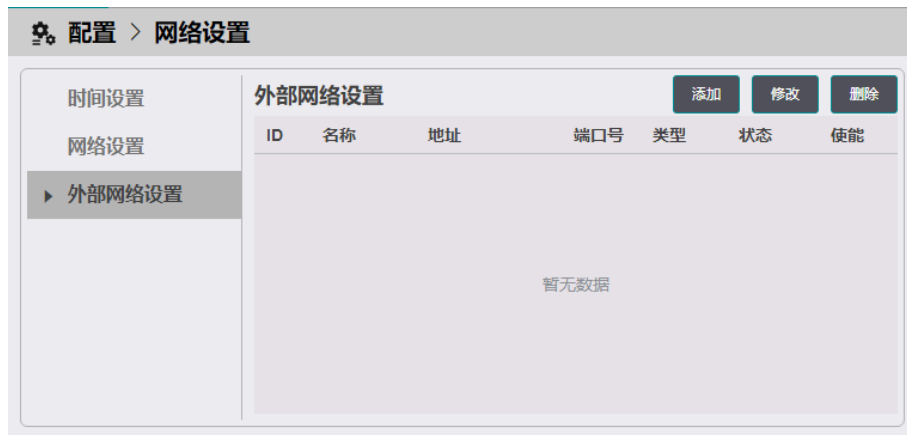 配置 > 网络设置
时间设置
网络设置
外部网络设置
外部网络设置 添加 修改 删除
ID 名称 地址 端口号 类型 状态 使能
暂无数据